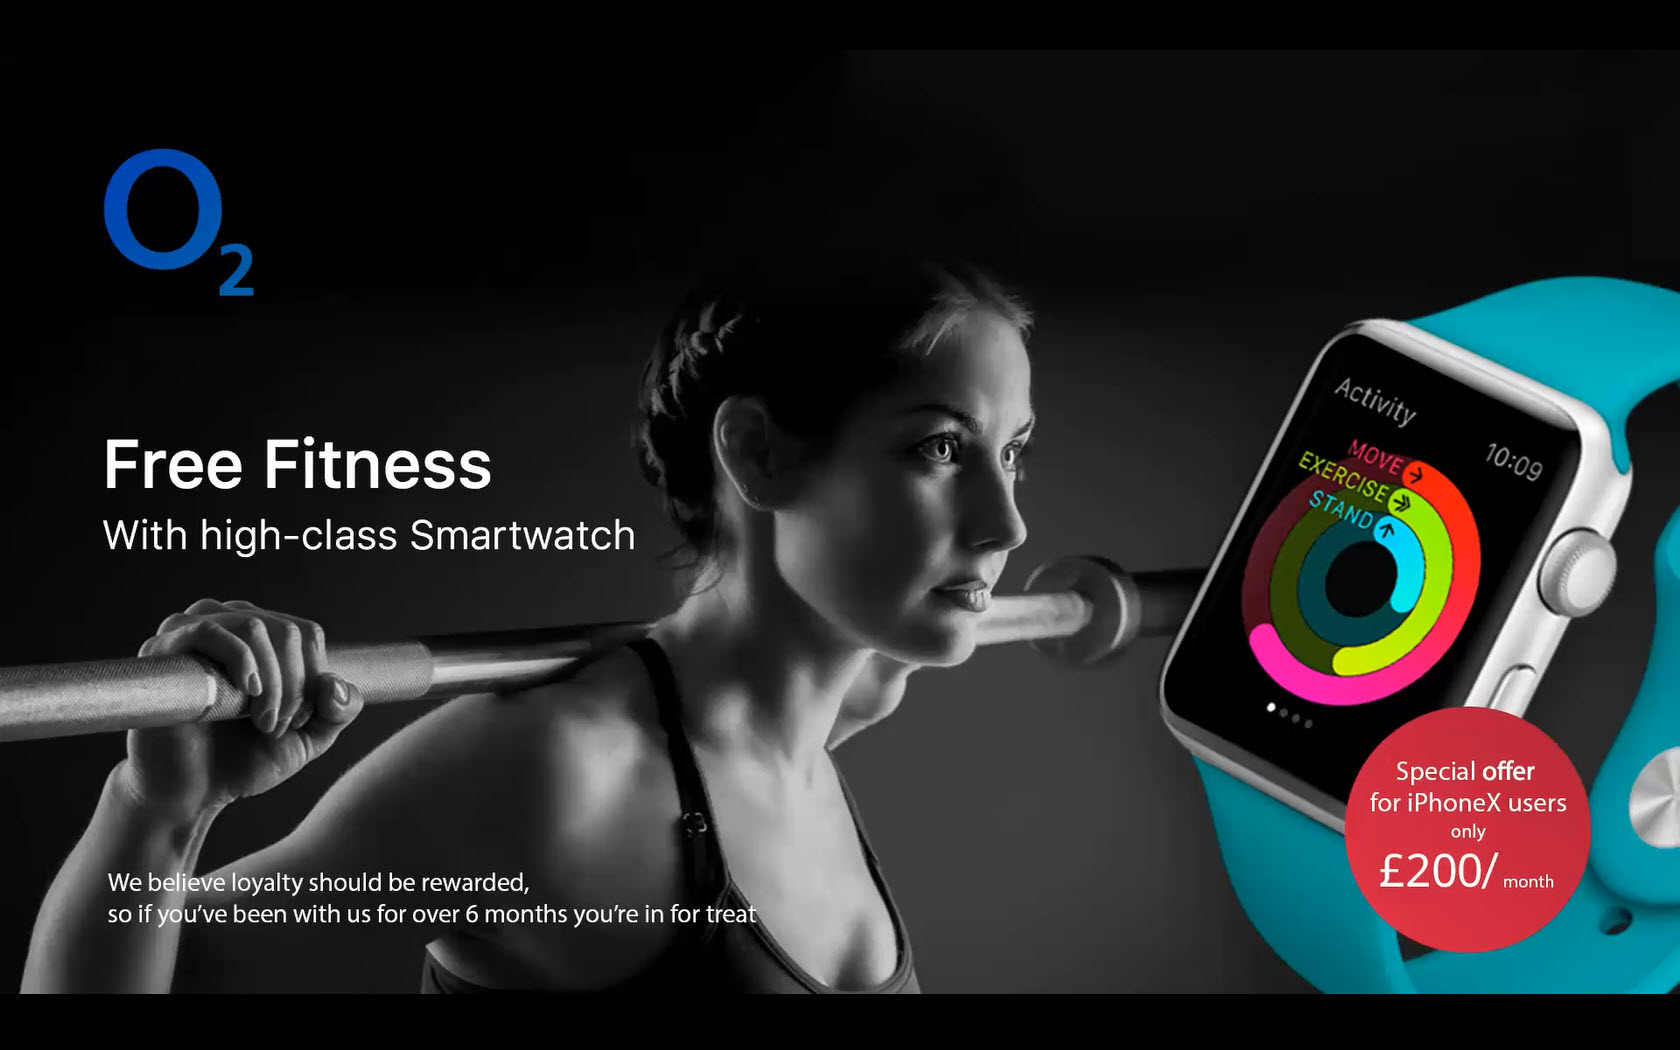 O2
Free Fitness
With high-class Smartwatch
We believe loyalty should be rewarded,
so if you've been with us for over 6 months you're in for treat
Activity
10:09
MOVE
EXERCISE
STAND
Special offer
for iPhoneX users
only
£200/ month